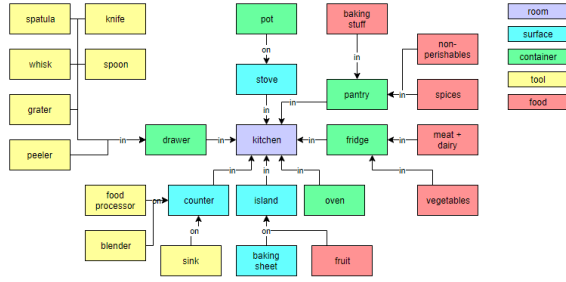 spatula
knife
pot
baking
stuff
non-
perishables
room
surface
container
tool
food
on
in
whisk
spoon
stove
pantry
in
spices
in
in
grater
peeler
in
drawer
in
kitchen
in
fridge
in
meat +
dairy
in
in
in
in
food
processor
on
counter
island
oven
vegetables
blender
on
on
sink
baking
sheet
fruit